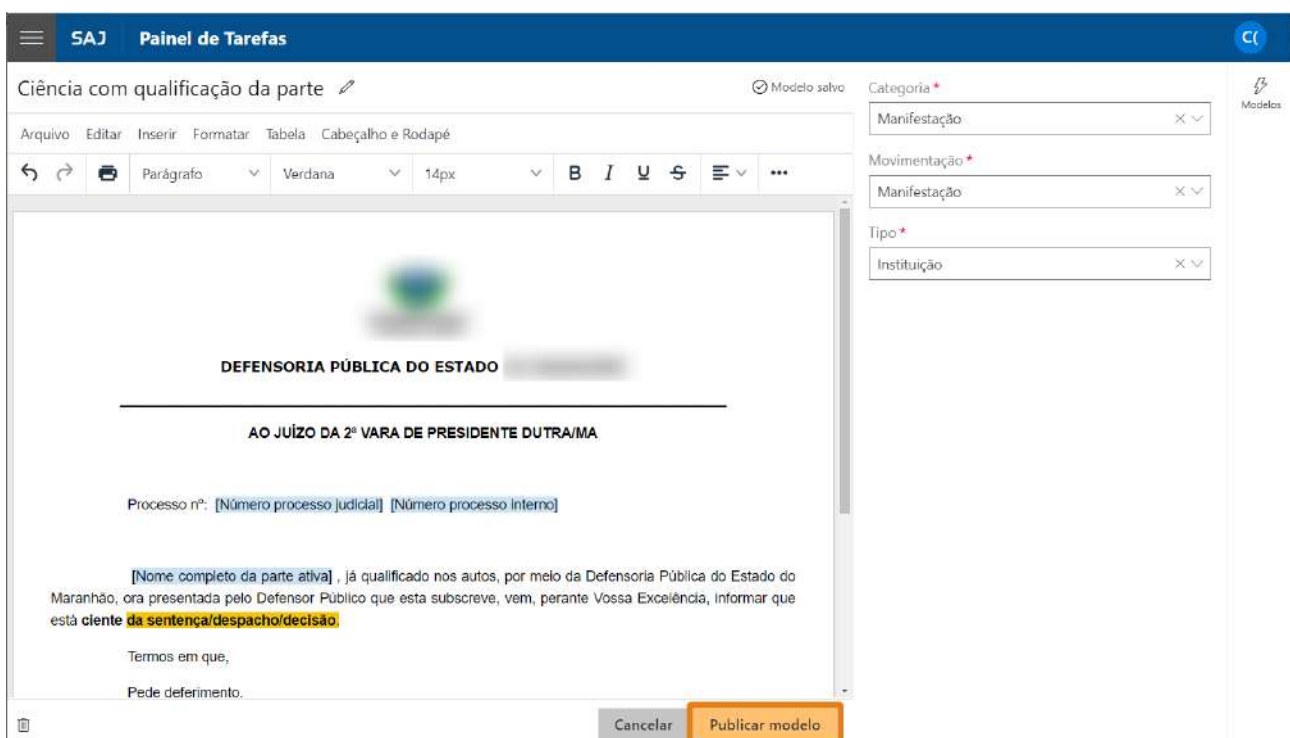 SAJ Painel de Tarefas C(
Ciência com qualificação da parte
Modelo salvo
Arquivo Editar Inserir Formatar Tabela Cabeçalho e Rodapé
Parágrafo Verdana 14px B I U S •••
DEFENSORIA PÚBLICA DO ESTADO
AO JUÍZO DA 2ª VARA DE PRESIDENTE DUTRA/MA
Processo nº: [Número processo judicial] [Número processo interno]
[Nome completo da parte ativa] , já qualificado nos autos, por meio da Defensoria Pública do Estado do
Maranhão, ora presentada pelo Defensor Público que esta subscreve, vem, perante Vossa Excelência, informar que
está ciente da sentença/despacho/decisão.
Termos em que,
Pede deferimento.
Cancelar Publicar modelo
Categoria *
Manifestação
Movimentação *
Manifestação
Tipo *
Instituição
Modelos